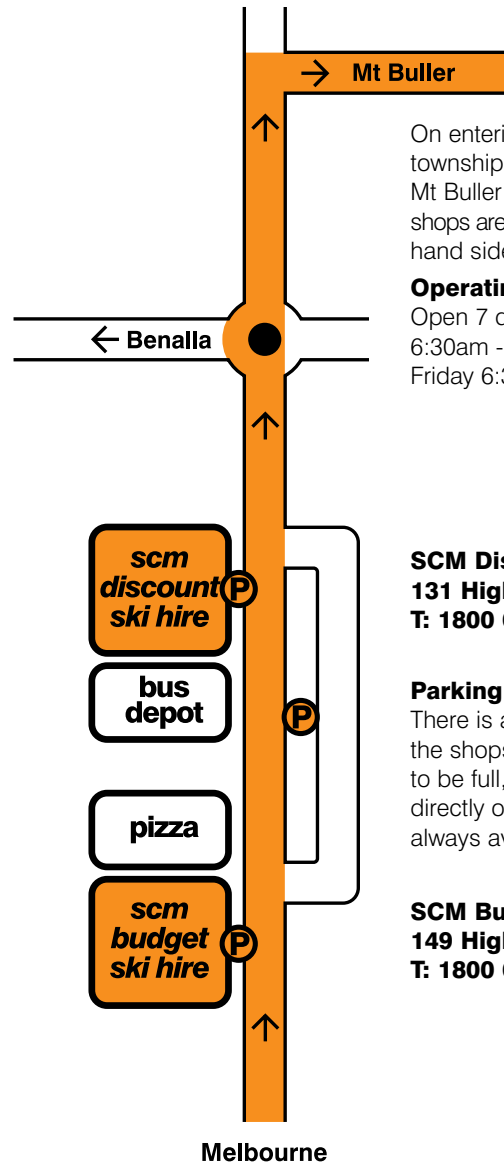 → Mt Buller
On enteri
township
Mt Buller
shops are
hand side
Operatin
Open 7 d
6:30am -
Friday 6:3
← Benalla
scm
discount
ski hire
P
SCM Dis
131 High
T: 1800
bus
depot
P
Parking
There is a
the shops
to be full,
directly o
always av
pizza
scm
budget
ski hire
P
SCM Bu
149 High
T: 1800
Melbourne